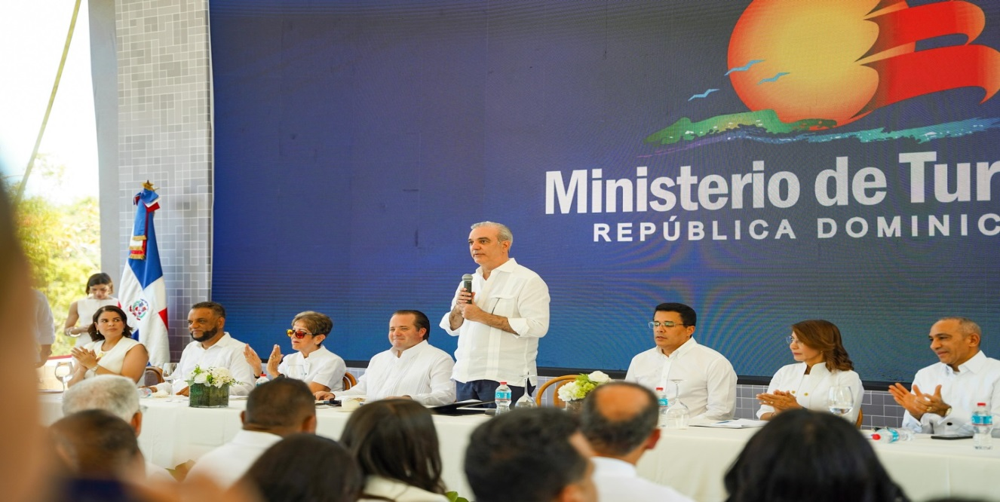 Ministerio de Tur
REPÚBLICA DOMINIC